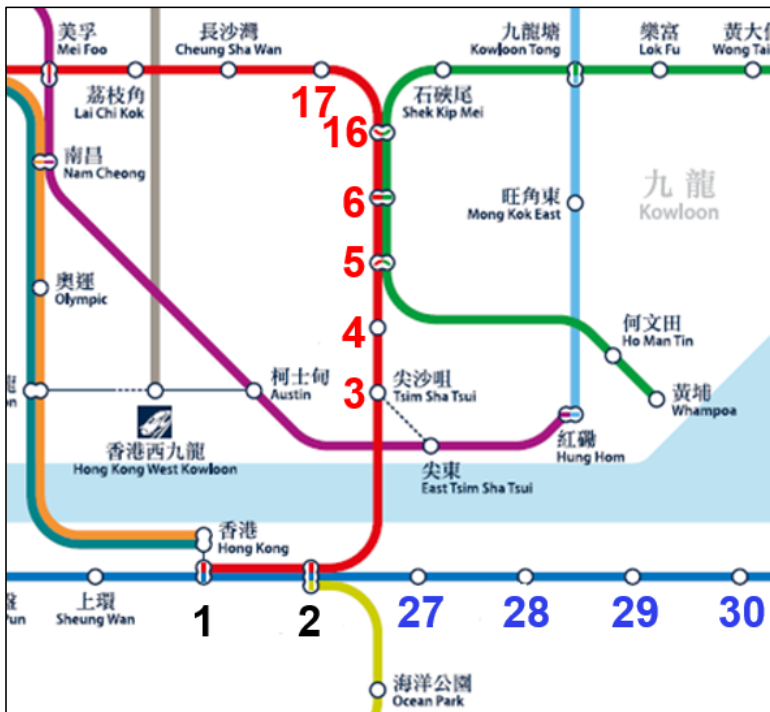 美孚
Mei Foo
長沙灣
Cheung Sha Wan
九龍塘
Kowloon Tong
樂富
Lok Fu
黃大
Wong Tai
荔枝角
Lai Chi Kok
17
石硤尾
Shek Kip Mei
16
南昌
Nam Cheong
6
旺角東
Mong Kok East
九龍
Kowloon
5
奧運
Olympic
4
何文田
Ho Man Tin
柯士甸
Austin
3
尖沙咀
Tsim Sha Tsui
黃埔
Whampoa
龍
on
香港西九龍
Hong Kong West Kowloon
尖東
East Tsim Sha Tsui
紅磡
Hung Hom
香港
Hong Kong
盤
un
上環
Sheung Wan
1
2
27
28
29
30
海洋公園
Ocean Park